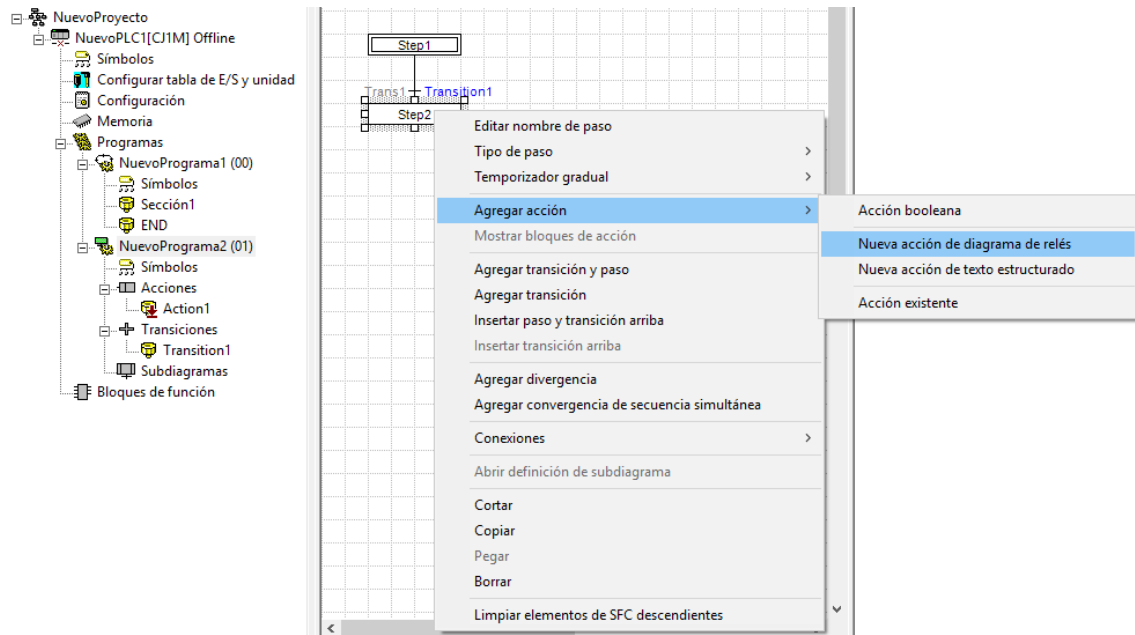 NuevoProyecto
NuevoPLC1[CJ1M] Offline
Símbolos
Configurar tabla de E/S y unidad
Configuración
Memoria
Programas
NuevoPrograma1 (00)
Símbolos
Sección1
END
NuevoPrograma2 (01)
Símbolos
Acciones
Action1
Transiciones
Transition1
Subdiagramas
Bloques de función
Step1
Trans1 Transition1
Step2
Editar nombre de paso
Tipo de paso
Temporizador gradual
Agregar acción
Mostrar bloques de acción
Agregar transición y paso
Agregar transición
Insertar paso y transición arriba
Insertar transición arriba
Agregar divergencia
Agregar convergencia de secuencia simultánea
Conexiones
Abrir definición de subdiagrama
Cortar
Copiar
Pegar
Borrar
Limpiar elementos de SFC descendientes
Acción booleana
Nueva acción de diagrama de relés
Nueva acción de texto estructurado
Acción existente